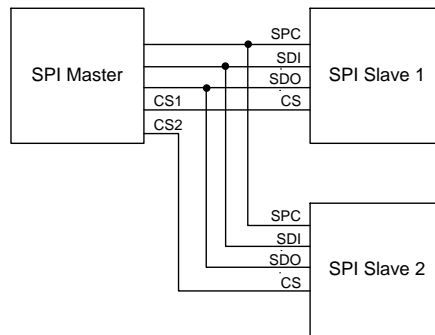 SPI Master
CS1
CS2
SPC
SDI
SDO
CS
SPI Slave 1
SPC
SDI
SDO
CS
SPI Slave 2